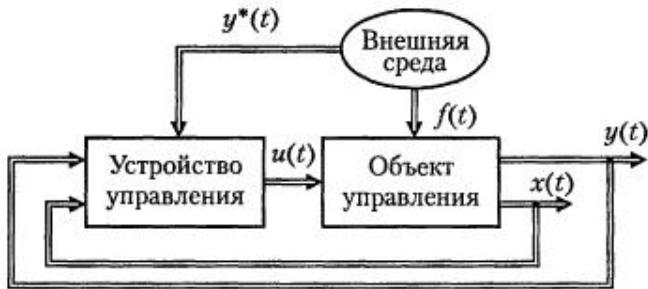 y*(t)
Внешняя
среда
f(t)
y(t)
Устройство
управления
u(t)
Объект
управления
x(t)